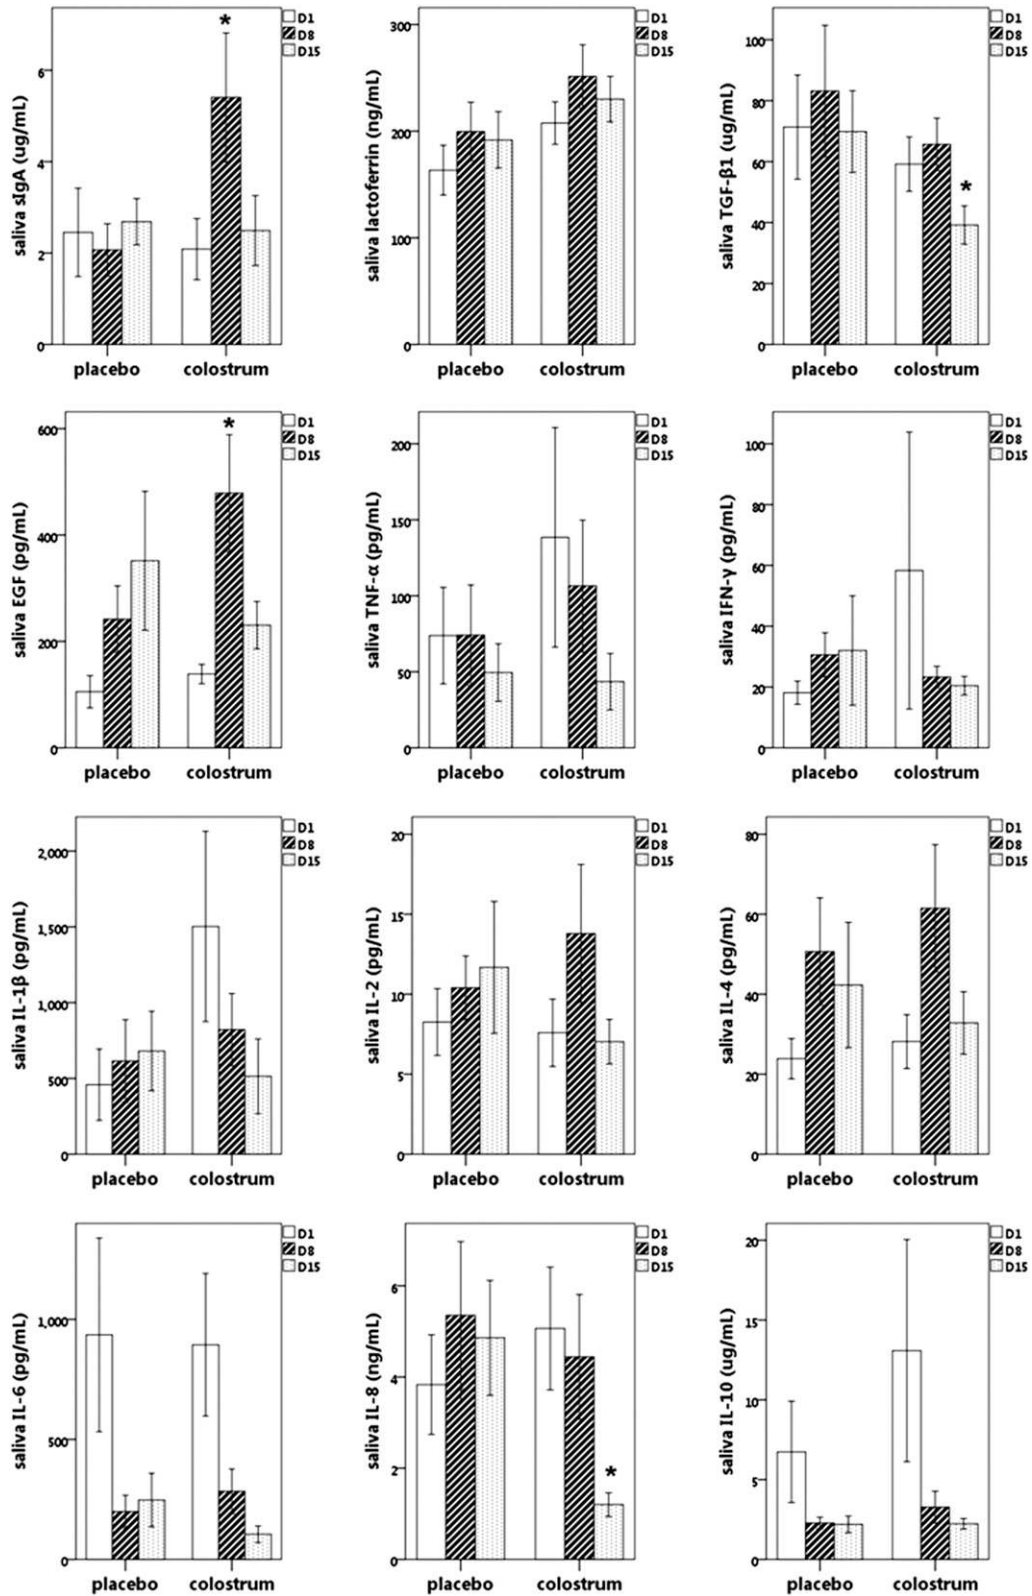 *
D1
D8
D15
saliva sIgA (ug/mL)
6
4
2
0
placebo colostrum
D1
D8
D15
saliva lactoferrin (ng/mL)
300
200
100
0
placebo colostrum
D1
D8
D15
saliva TGF-β1 (ug/mL)
100
80
60
40
20
0
*
placebo colostrum
*
D1
D8
D15
saliva EGF (pg/mL)
600
400
200
0
placebo colostrum
D1
D8
D15
saliva TNF-α (pg/mL)
200
150
100
50
0
placebo colostrum
D1
D8
D15
saliva IFN-γ (pg/mL)
100
80
60
40
20
0
placebo colostrum
D1
D8
D15
saliva IL-1β (pg/mL)
2,000
1,500
1,000
500
0
placebo colostrum
D1
D8
D15
saliva IL-2 (pg/mL)
20
15
10
5
0
placebo colostrum
D1
D8
D15
saliva IL-4 (pg/mL)
80
60
40
20
0
placebo colostrum
D1
D8
D15
saliva IL-6 (pg/mL)
1,000
500
0
placebo colostrum
D1
D8
D15
saliva IL-8 (ng/mL)
6
4
2
0
*
placebo colostrum
D1
D8
D15
saliva IL-10 (ug/mL)
20
15
10
5
0
placebo colostrum